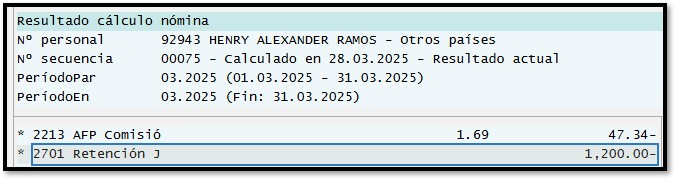 Resultado cálculo nómina
Nº personal 92943 HENRY ALEXANDER RAMOS - Otros países
Nº secuencia 00075 - Calculado en 28.03.2025 - Resultado actual
PeríodoPar 03.2025 (01.03.2025 - 31.03.2025)
PeríodoEn 03.2025 (Fin: 31.03.2025)
* 2213 AFP Comisió 1.69 47.34-
* 2701 Retención J 1,200.00-